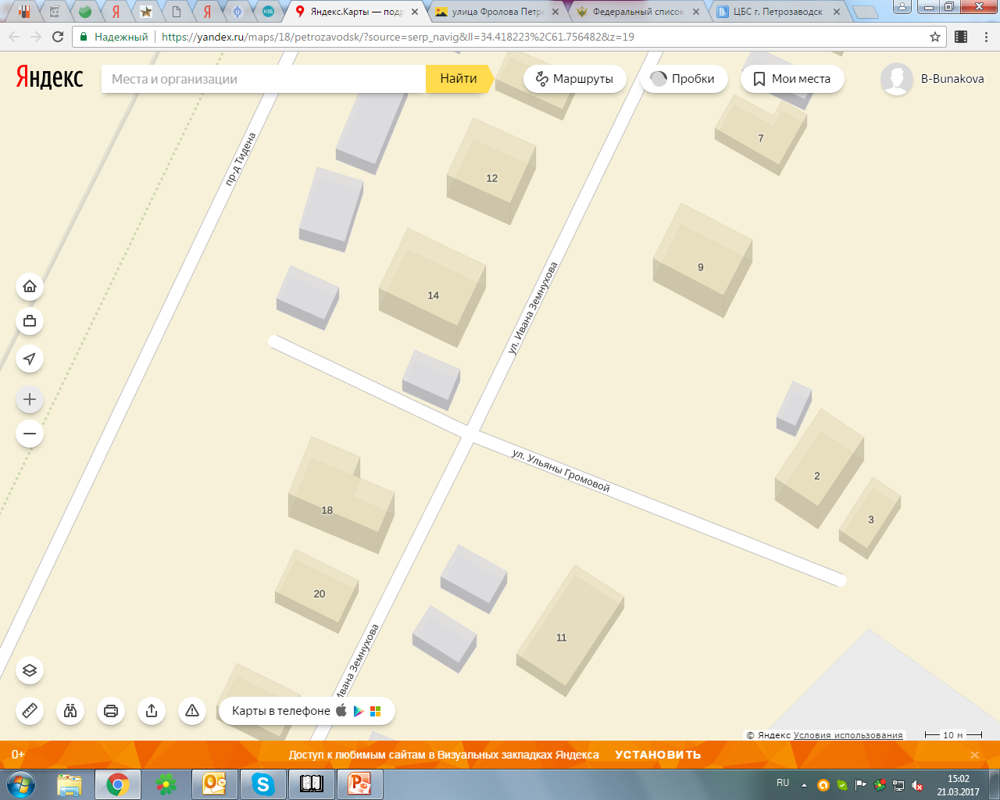 Яндекс.Карты — подр
улица Фролова Петро
Федеральный список
ЦБС г. Петрозаводск
Надежный
https://yandex.ru/maps/18/petrozavodsk/?source=serp_navig&ll=34.418223%2C61.756482&z=19
Яндекс
Места и организации
Найти
Маршруты
Пробки
Мои места
B-Bunakova
пр-д Тидена
7
12
9
14
ул. Ивана Земнухова
ул. Ульяны Громовой
2
18
3
20
11
Ивана Земнухова
Карты в телефоне
© Яндекс Условия использования
10 м
0+
Доступ к любимым сайтам в Визуальных закладках Яндекса
УСТАНОВИТЬ
RU
15:02
21.03.2017